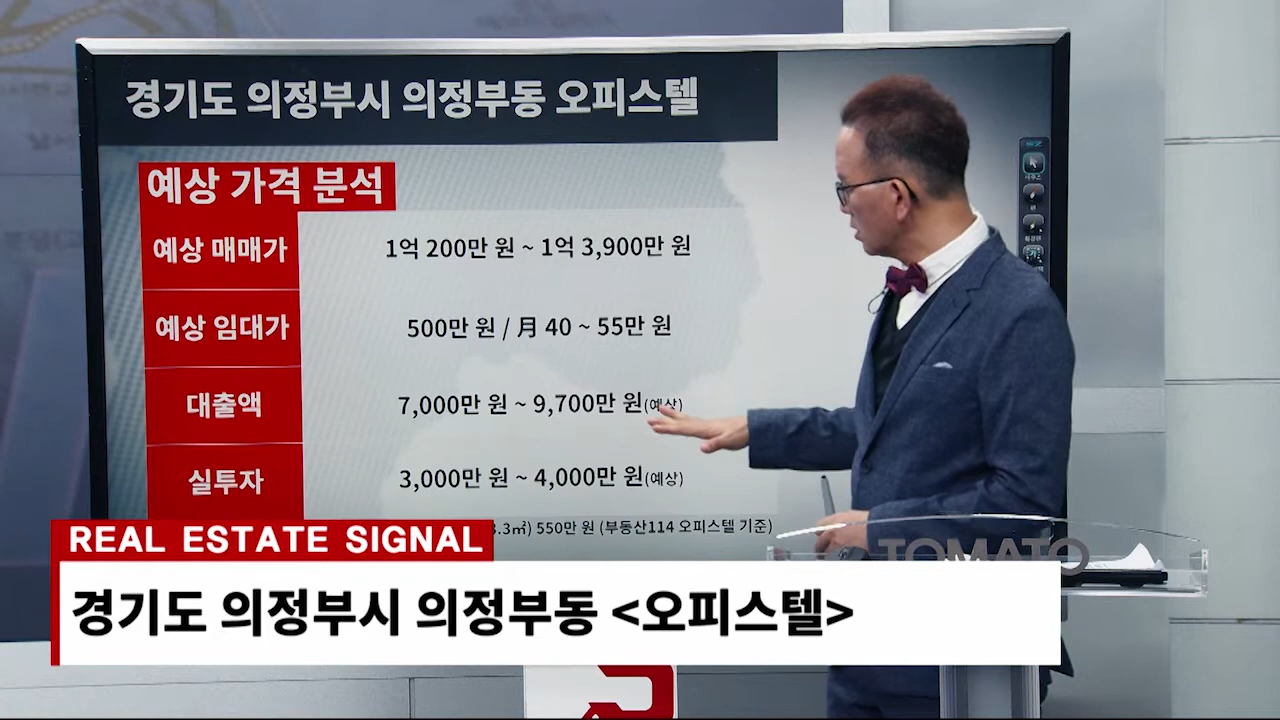 경기도 의정부시 의정부동 오피스텔
예상 가격 분석
예상 매매가 1억 200만 원 ~ 1억 3,900만 원
예상 임대가 500만 원 / 月 40 ~ 55만 원
대출액 7,000만 원 ~ 9,700만 원(예상)
실투자 3,000만 원 ~ 4,000만 원(예상)
3.3㎡) 550만 원 (부동산114 오피스텔 기준)
TOMATO
REAL ESTATE SIGNAL
경기도 의정부시 의정부동 <오피스텔>